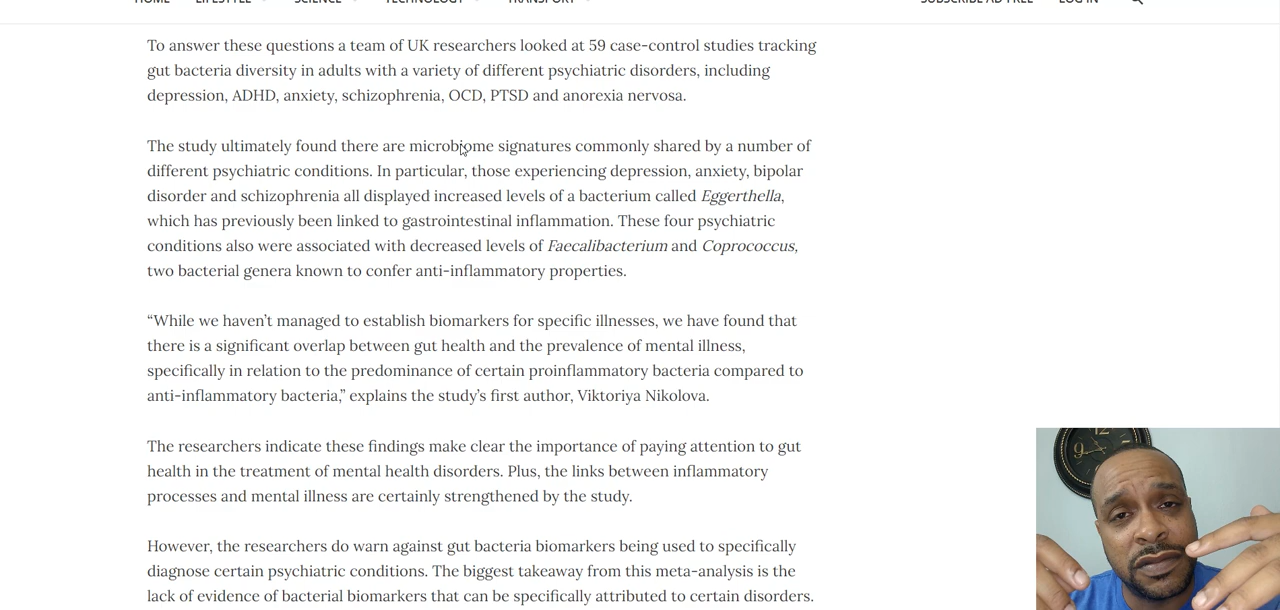 HOME LIFESTYLE SCIENCE TECHNOLOGY TRANSPORT SUBSCRIBE AD-FREE LOG IN
To answer these questions a team of UK researchers looked at 59 case-control studies tracking
gut bacteria diversity in adults with a variety of different psychiatric disorders, including
depression, ADHD, anxiety, schizophrenia, OCD, PTSD and anorexia nervosa.
The study ultimately found there are microbiome signatures commonly shared by a number of
different psychiatric conditions. In particular, those experiencing depression, anxiety, bipolar
disorder and schizophrenia all displayed increased levels of a bacterium called Eggerthella,
which has previously been linked to gastrointestinal inflammation. These four psychiatric
conditions also were associated with decreased levels of Faecalibacterium and Coprococcus,
two bacterial genera known to confer anti-inflammatory properties.
“While we haven’t managed to establish biomarkers for specific illnesses, we have found that
there is a significant overlap between gut health and the prevalence of mental illness,
specifically in relation to the predominance of certain proinflammatory bacteria compared to
anti-inflammatory bacteria,” explains the study’s first author, Viktoriya Nikolova.
The researchers indicate these findings make clear the importance of paying attention to gut
health in the treatment of mental health disorders. Plus, the links between inflammatory
processes and mental illness are certainly strengthened by the study.
However, the researchers do warn against gut bacteria biomarkers being used to specifically
diagnose certain psychiatric conditions. The biggest takeaway from this meta-analysis is the
lack of evidence of bacterial biomarkers that can be specifically attributed to certain disorders.
12
9